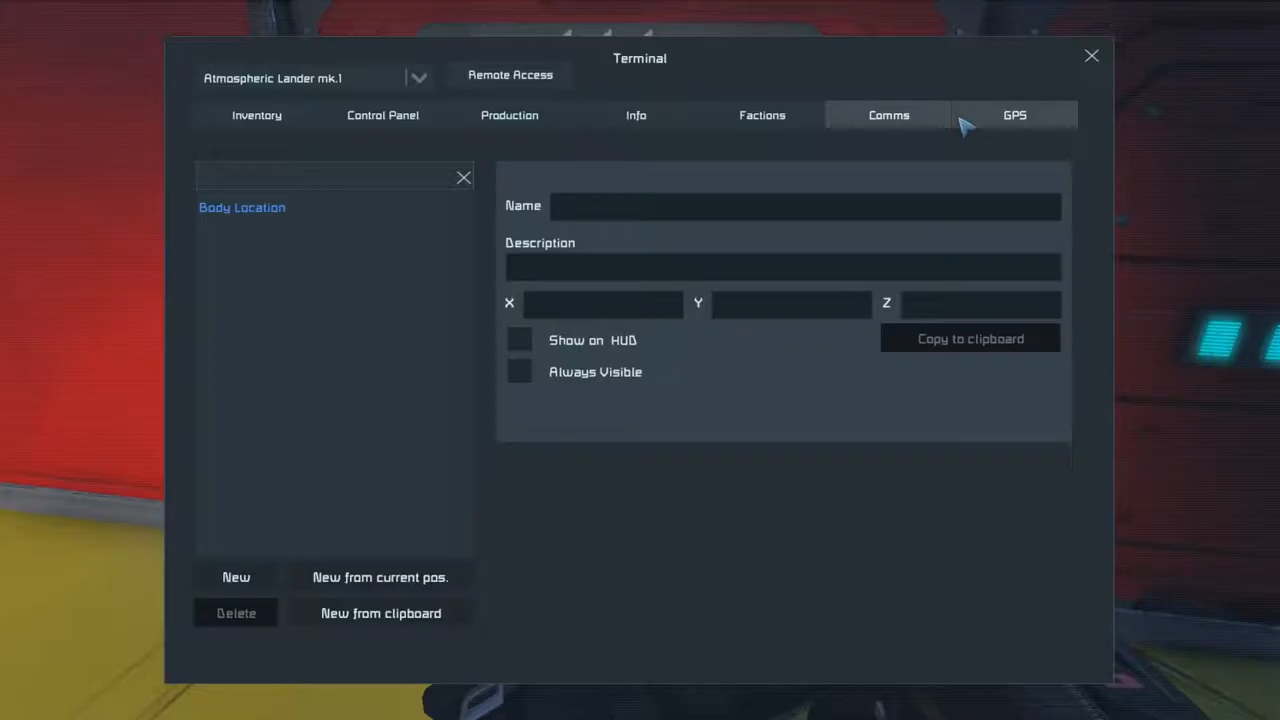 Terminal
Atmospheric Lander mk.1
Remote Access
Inventory
Control Panel
Production
Info
Factions
Comms
GPS
Body Location
Name
Description
X
Y
Z
Show on HUD
Copy to clipboard
Always Visible
New
New from current pos.
Delete
New from clipboard